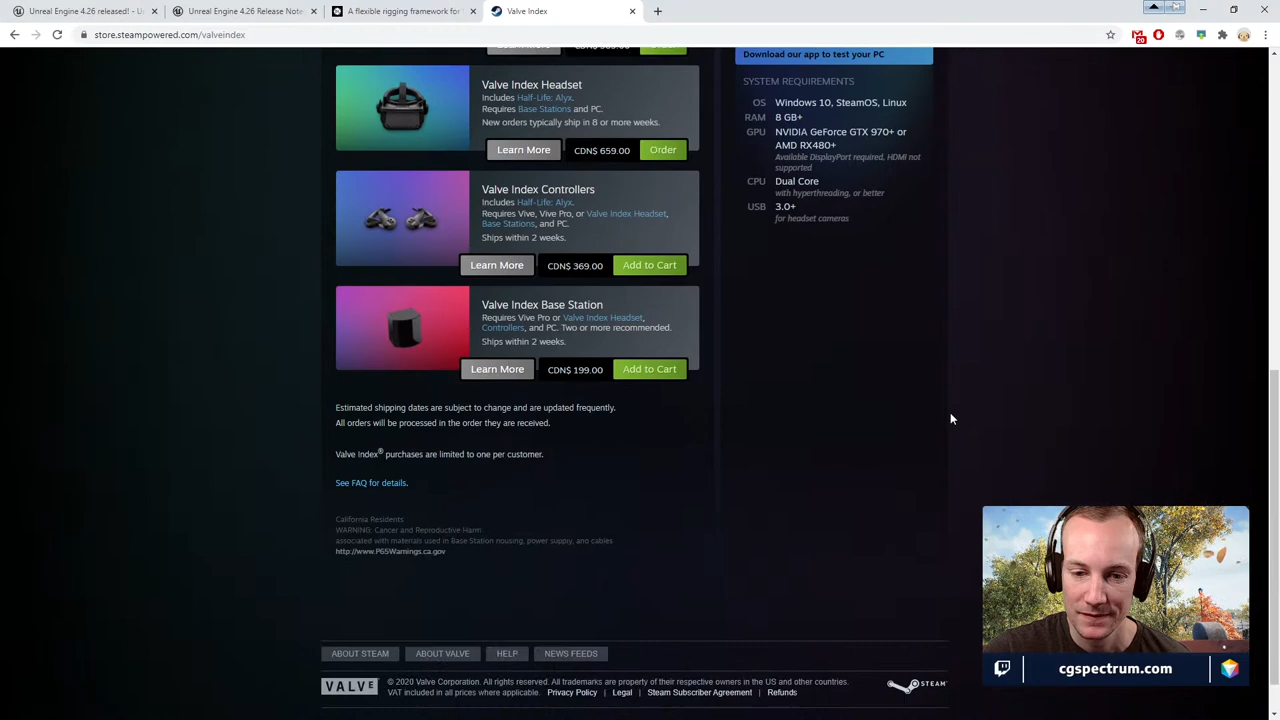 Unreal Engine 4.26 released! - U
Unreal Engine 4.26 Release Note
A flexible rigging framework for
Valve Index
store.steampowered.com/valveindex
20
Download our app to test your PC
SYSTEM REQUIREMENTS
OS Windows 10, SteamOS, Linux
RAM 8 GB+
GPU NVIDIA GeForce GTX 970+ or
AMD RX480+
Available DisplayPort required, HDMI not
supported
CPU Dual Core
with hyperthreading, or better
USB 3.0+
for headset cameras
Valve Index Headset
Includes Half-Life: Alyx.
Requires Base Stations and PC.
New orders typically ship in 8 or more weeks.
Learn More CDN$ 659.00 Order
Valve Index Controllers
Includes Half-Life: Alyx.
Requires Vive, Vive Pro, or Valve Index Headset,
Base Stations, and PC.
Ships within 2 weeks.
Learn More CDN$ 369.00 Add to Cart
Valve Index Base Station
Requires Vive Pro or Valve Index Headset,
Controllers, and PC. Two or more recommended.
Ships within 2 weeks.
Learn More CDN$ 199.00 Add to Cart
Estimated shipping dates are subject to change and are updated frequently.
All orders will be processed in the order they are received.
Valve Index® purchases are limited to one per customer.
See FAQ for details.
California Residents
WARNING: Cancer and Reproductive Harm
associated with materials used in Base Station housing, power supply, and cables
http://www.P65Warnings.ca.gov
cgspectrum.com
ABOUT STEAM ABOUT VALVE HELP NEWS FEEDS
VALVE © 2020 Valve Corporation. All rights reserved. All trademarks are property of their respective owners in the US and other countries.
VAT included in all prices where applicable. Privacy Policy | Legal | Steam Subscriber Agreement | Refunds
STEAM